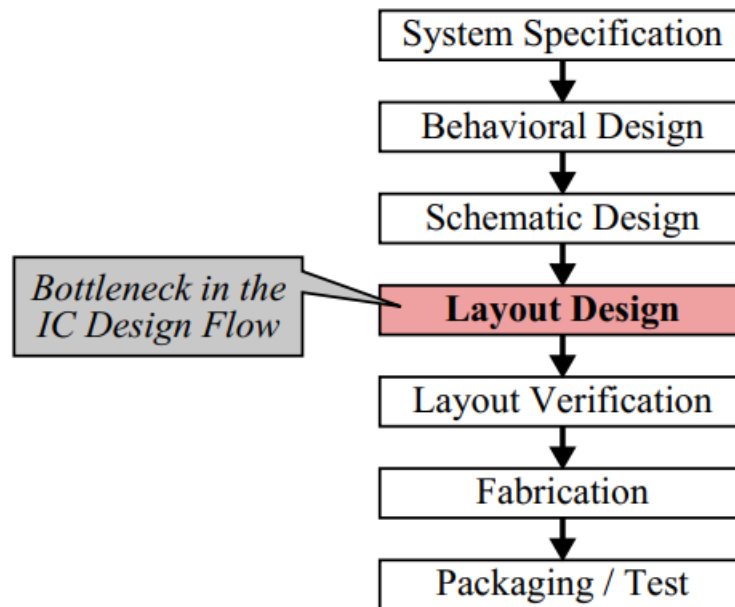 System Specification
Behavioral Design
Schematic Design
Bottleneck in the
IC Design Flow
Layout Design
Layout Verification
Fabrication
Packaging / Test